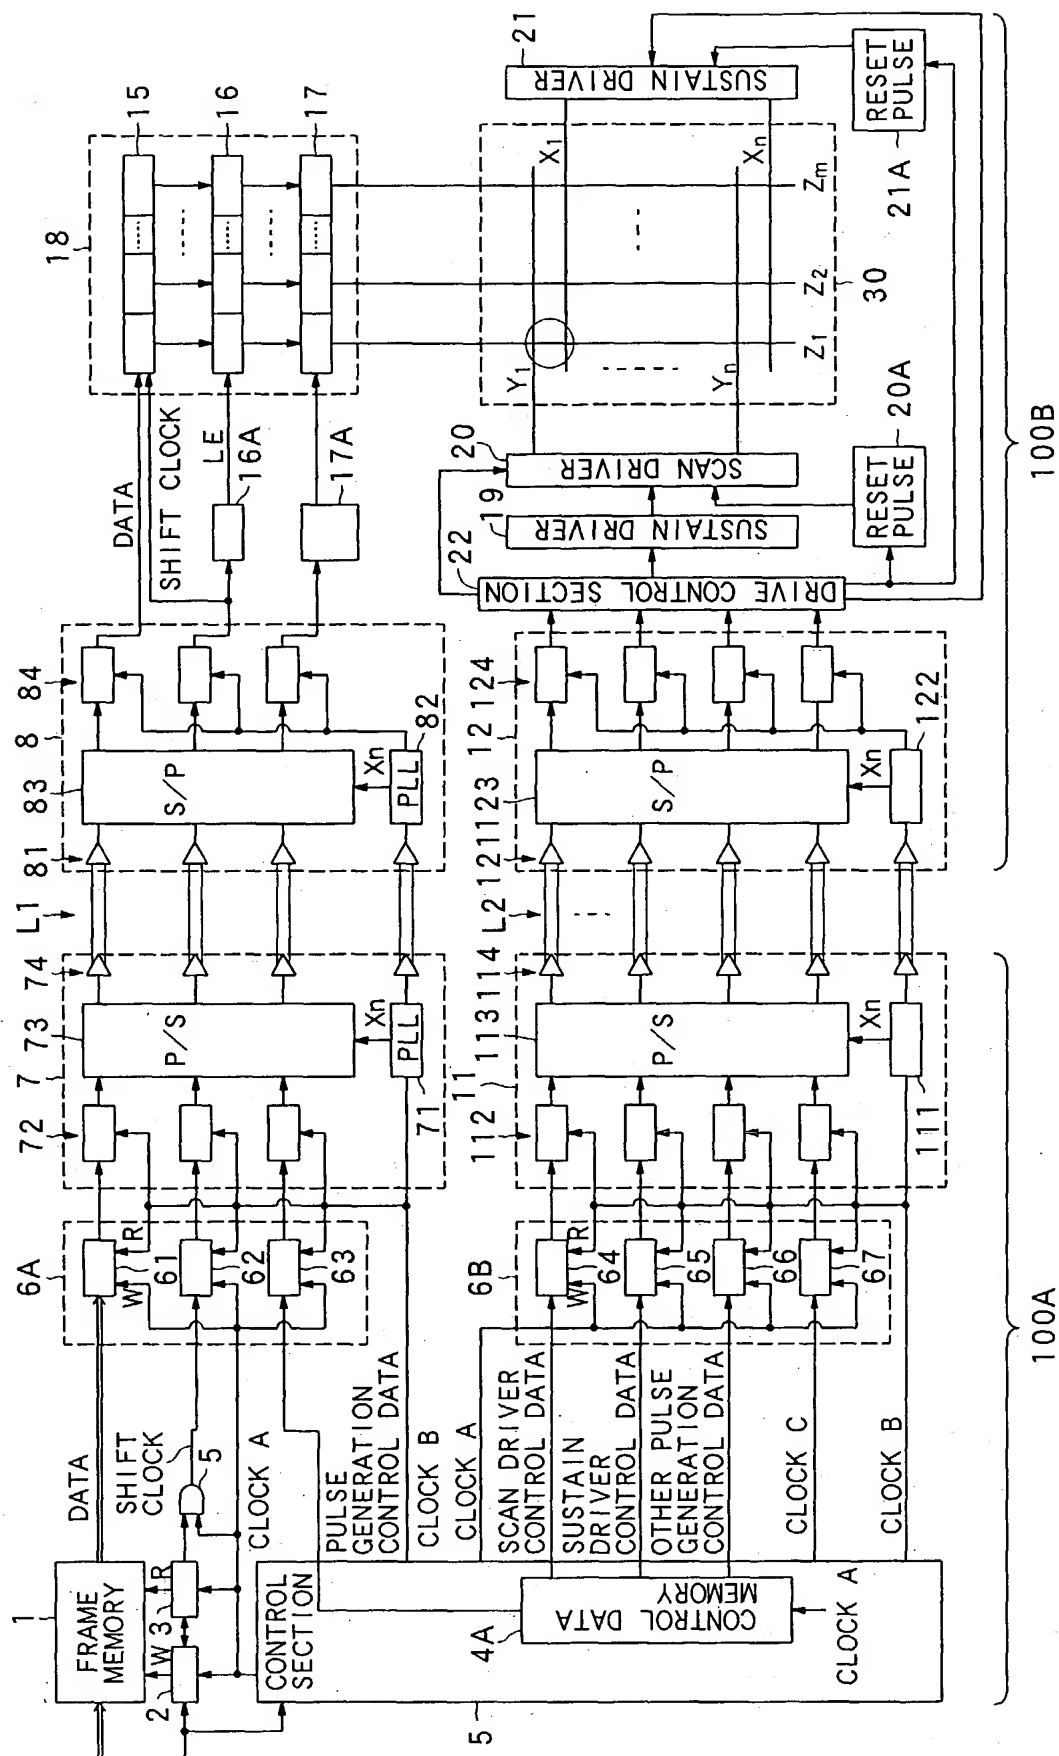 1
FRAME
MEMORY
2
W
3
R
DATA
SHIFT
CLOCK
5
CLOCK A
CONTROL
SECTION
5
4A
CONTROL DATA
MEMORY
CLOCK A
PULSE
GENERATION
CONTROL DATA
CLOCK B
CLOCK A
SCAN DRIVER
CONTROL DATA
SUSTAIN
DRIVER
CONTROL DATA
OTHER PULSE
GENERATION
CONTROL DATA
CLOCK C
CLOCK B
6A
W
R
61
62
63
6B
W
R
64
65
66
67
7
72
73
74
P/S
Xn
PLL
71
11
112
113
114
P/S
Xn
111
100A
L1
L2
8
81
83
84
S/P
Xn
PLL
82
12
121
123
124
S/P
Xn
122
DATA
SHIFT CLOCK
LE
16A
17A
18
15
16
17
22
DRIVE CONTROL SECTION
19
SUSTAIN DRIVER
20
SCAN DRIVER
RESET
PULSE
20A
Y1
Yn
X1
Xn
Z1
Z2
Zm
30
21
SUSTAIN DRIVER
RESET
PULSE
21A
100B